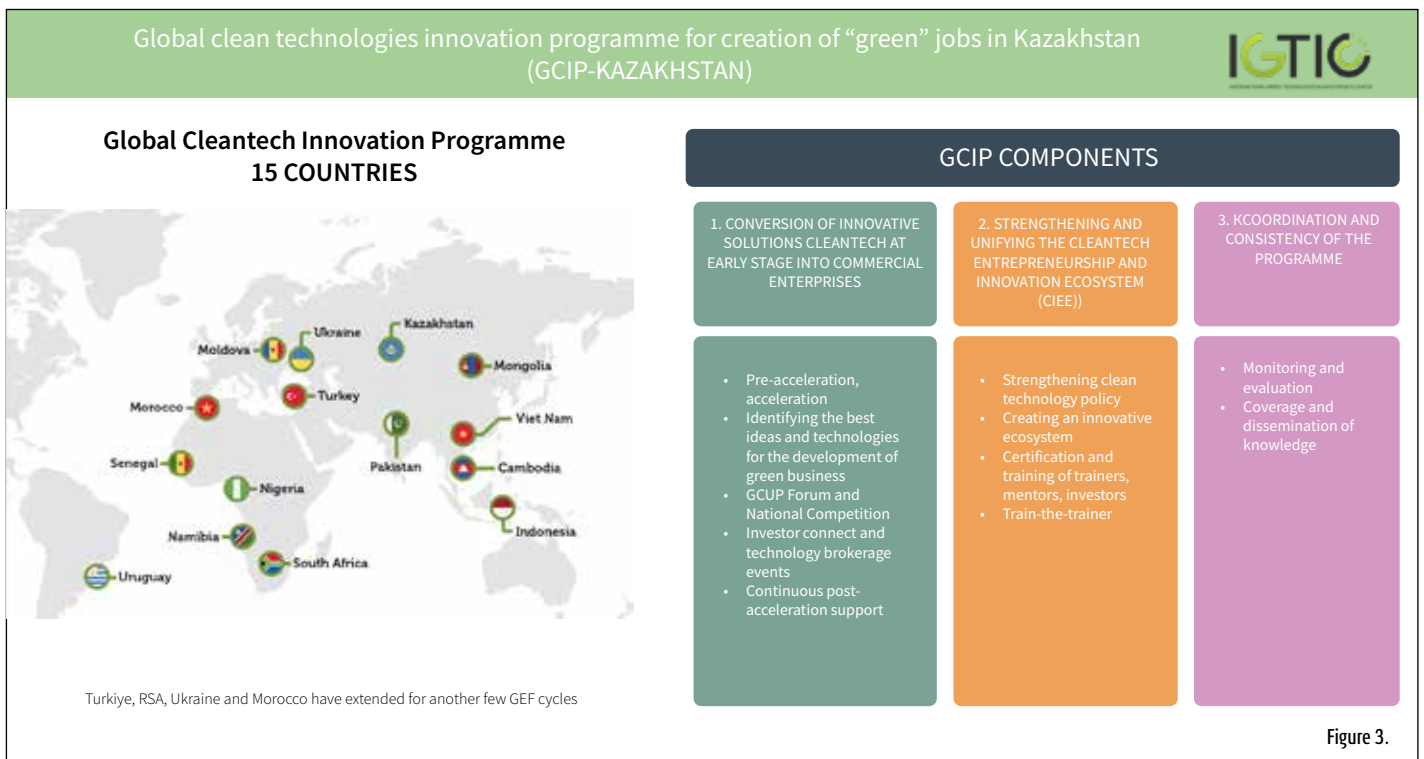 Global clean technologies innovation programme for creation of “green” jobs in Kazakhstan
(GCIP-KAZAKHSTAN)
IGTIC
Global Cleantech Innovation Programme
15 COUNTRIES
Ukraine
Kazakhstan
Moldova
Mongolia
Turkey
Morocco
Viet Nam
Senegal
Pakistan
Cambodia
Nigeria
Namibia
Indonesia
South Africa
Uruguay
Turkiye, RSA, Ukraine and Morocco have extended for another few GEF cycles
GCIP COMPONENTS
1. CONVERSION OF INNOVATIVE
SOLUTIONS CLEANTECH AT
EARLY STAGE INTO COMMERCIAL
ENTERPRISES
• Pre-acceleration,
acceleration
• Identifying the best
ideas and technologies
for the development of
green business
• GCUP Forum and
National Competition
• Investor connect and
technology brokerage
events
• Continuous post-
acceleration support
2. STRENGTHENING AND
UNIFYING THE CLEANTECH
ENTREPRENEURSHIP AND
INNOVATION ECOSYSTEM
(CIEE))
• Strengthening clean
technology policy
• Creating an innovative
ecosystem
• Certification and
training of trainers,
mentors, investors
• Train-the-trainer
3. KCOORDINATION AND
CONSISTENCY OF THE
PROGRAMME
• Monitoring and
evaluation
• Coverage and
dissemination of
knowledge
Figure 3.